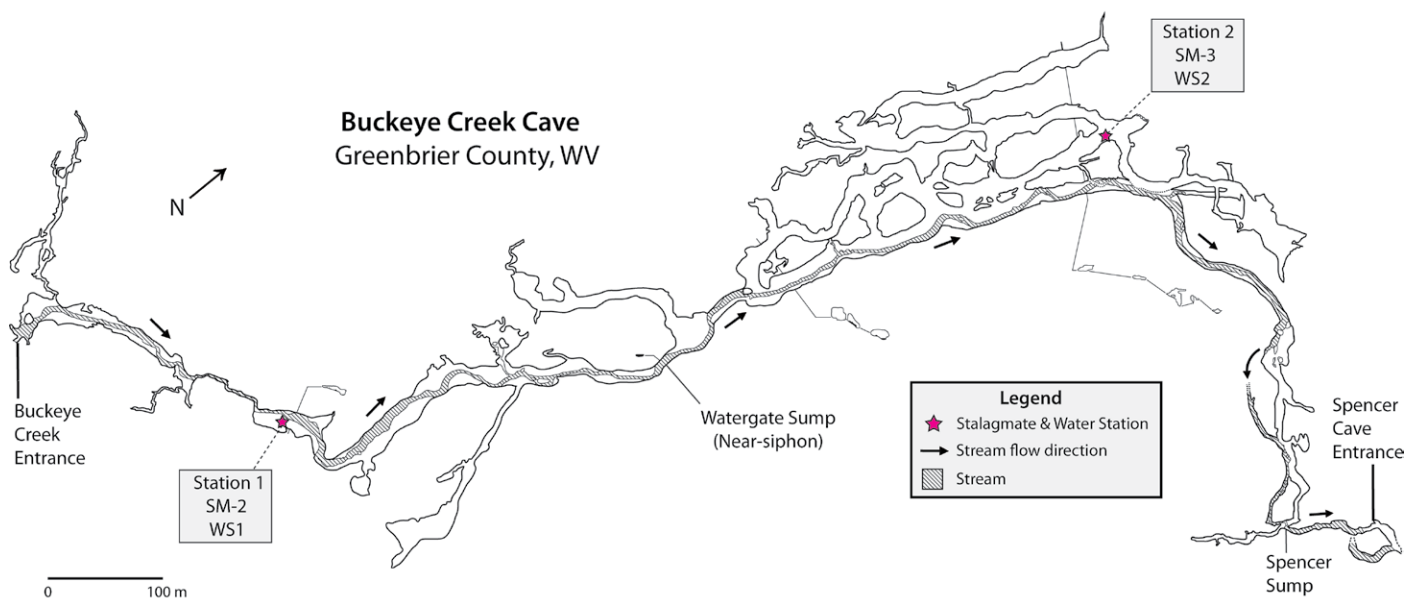 Buckeye Creek Cave
Greenbrier County, WV
N
Station 2
SM-3
WS2
Buckeye
Creek
Entrance
Station 1
SM-2
WS1
Watergate Sump
(Near-siphon)
Legend
Stalagmate & Water Station
Stream flow direction
Stream
Spencer
Cave
Entrance
Spencer
Sump
0 100 m